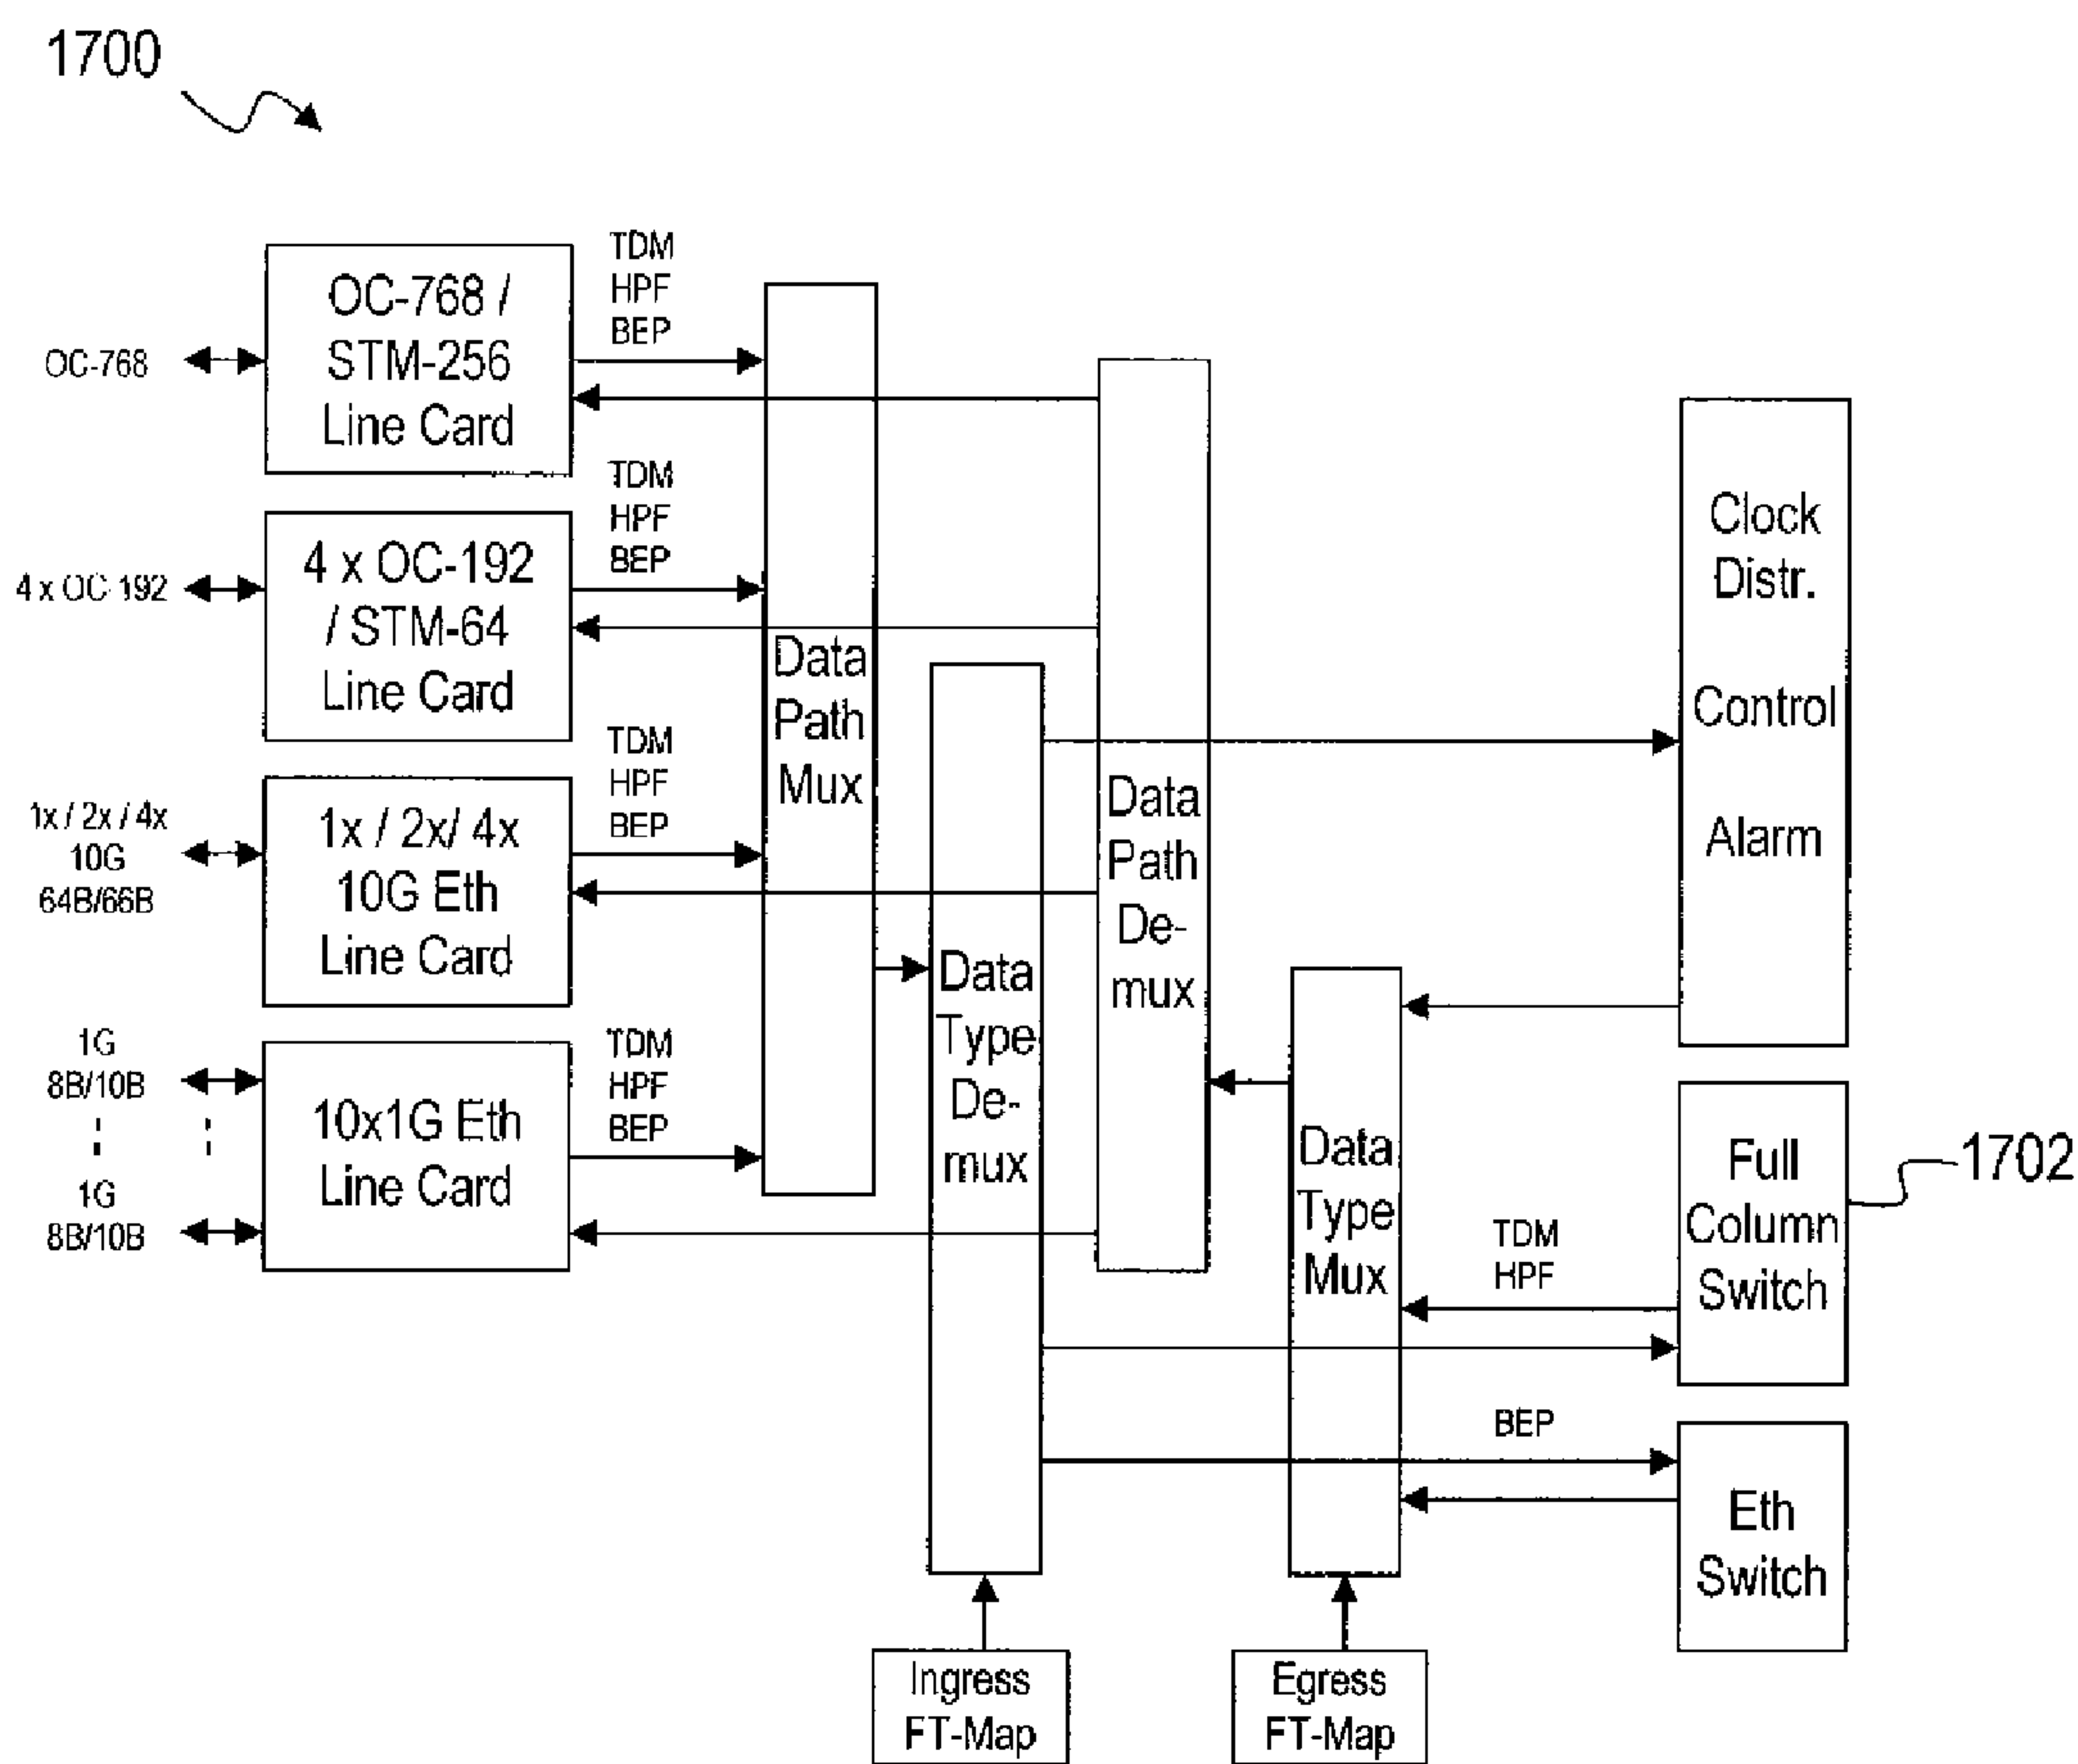 1700
OC-768
OC-768 /
STM-256
Line Card
TDM
HPF
BEP
4 x OC-192
4 x OC-192
/ STM-64
Line Card
TDM
HPF
BEP
1x / 2x / 4x
10G
64B/66B
1x / 2x/ 4x
10G Eth
Line Card
TDM
HPF
BEP
1G
8B/10B
1G
8B/10B
10x1G Eth
Line Card
TDM
HPF
BEP
Data
Path
Mux
Data
Type
De-
mux
Data
Path
De-
mux
Data
Type
Mux
Clock
Distr.
Control
Alarm
Full
Column
Switch
1702
TDM
HPF
BEP
Eth
Switch
Ingress
FT-Map
Egress
FT-Map